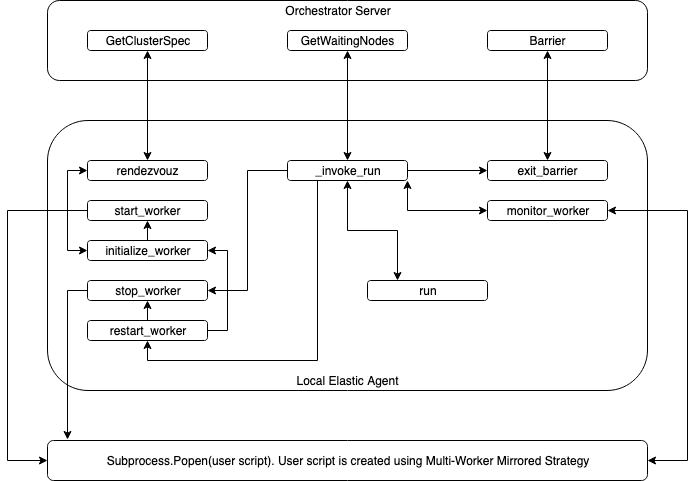 Orchestrator Server
GetClusterSpec
GetWaitingNodes
Barrier
rendezvouz
_invoke_run
exit_barrier
start_worker
monitor_worker
initialize_worker
stop_worker
run
restart_worker
Local Elastic Agent
Subprocess.Popen(user script). User script is created using Multi-Worker Mirrored Strategy